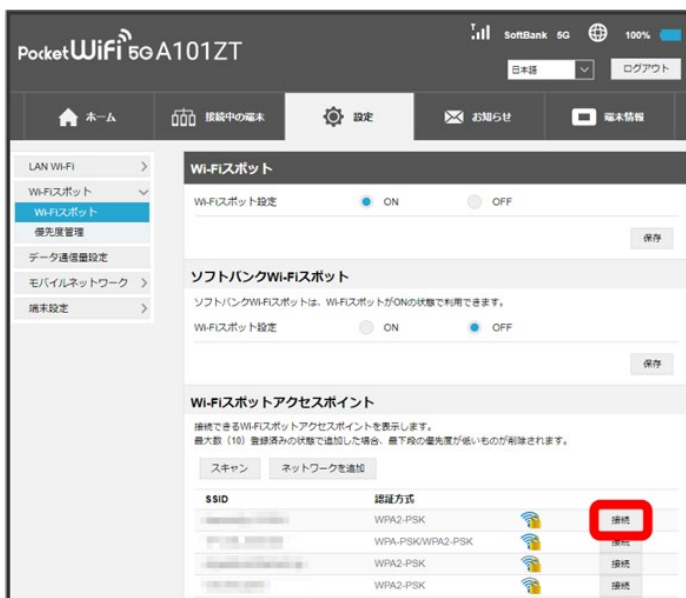 SoftBank 5G 100%
Pocket WiFi 5G A101ZT
日本語 ログアウト
ホーム 接続中の端末 設定 お知らせ 端末情報
LAN Wi-Fi
Wi-Fiスポット
Wi-Fiスポット
優先度管理
データ通信量設定
モバイルネットワーク
端末設定
Wi-Fiスポット
Wi-Fiスポット設定 ON OFF
保存
ソフトバンクWi-Fiスポット
ソフトバンクWi-Fiスポットは、Wi-FiスポットがONの状態で利用できます。
Wi-Fiスポット設定 ON OFF
保存
Wi-Fiスポットアクセスポイント
接続できるWi-Fiスポットアクセスポイントを表示します。
最大数（10）登録済みの状態で追加した場合、最下段の優先度が低いものが削除されます。
スキャン ネットワークを追加
SSID 認証方式
WPA2-PSK 接続
WPA-PSK/WPA2-PSK 接続
WPA2-PSK 接続
WPA2-PSK 接続